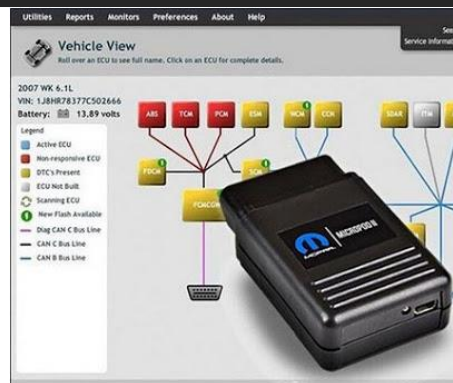 Utilities Reports Monitors Preferences About Help
Vehicle View
Roll over an ECU to see full name. Click on an ECU for complete details.
See
Service Informat
2007 WK 6.1L
VIN: 1J8HR78377C502666
Battery: 13,89 volts
Legend
Active ECU
Non-responsive ECU
DTC's Present
ECU Not Built
Scanning ECU
New Flash Available
Diag CAN C Bus Line
CAN C Bus Line
CAN B Bus Line
ABS TCM PCM ESM WCM CCN SDAR ITM
FDCM SCM
FCMCGW
MOPAR MICROPOD II